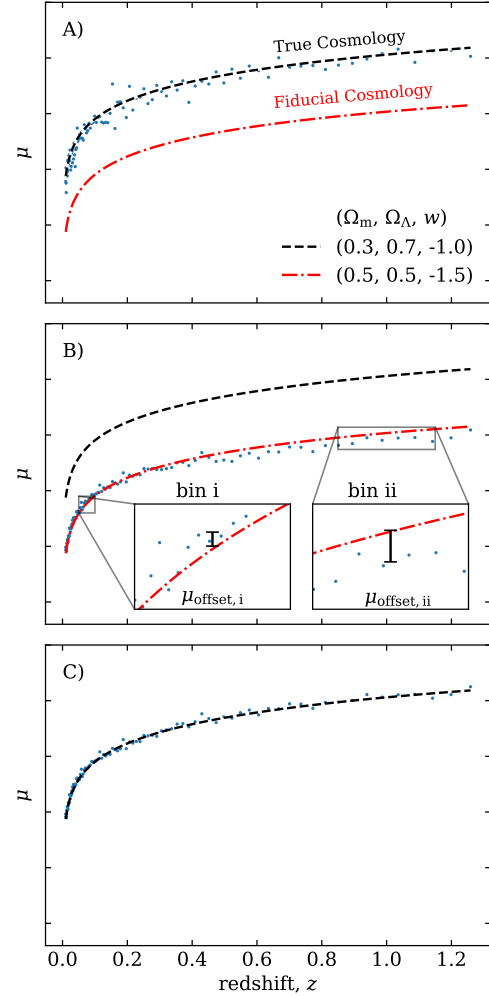 A)
True Cosmology
Fiducial Cosmology
μ
(Ωm, ΩΛ, w)
(0.3, 0.7, -1.0)
(0.5, 0.5, -1.5)
B)
μ
bin i
bin ii
μoffset, i
μoffset, ii
C)
μ
0.0 0.2 0.4 0.6 0.8 1.0 1.2
redshift, z